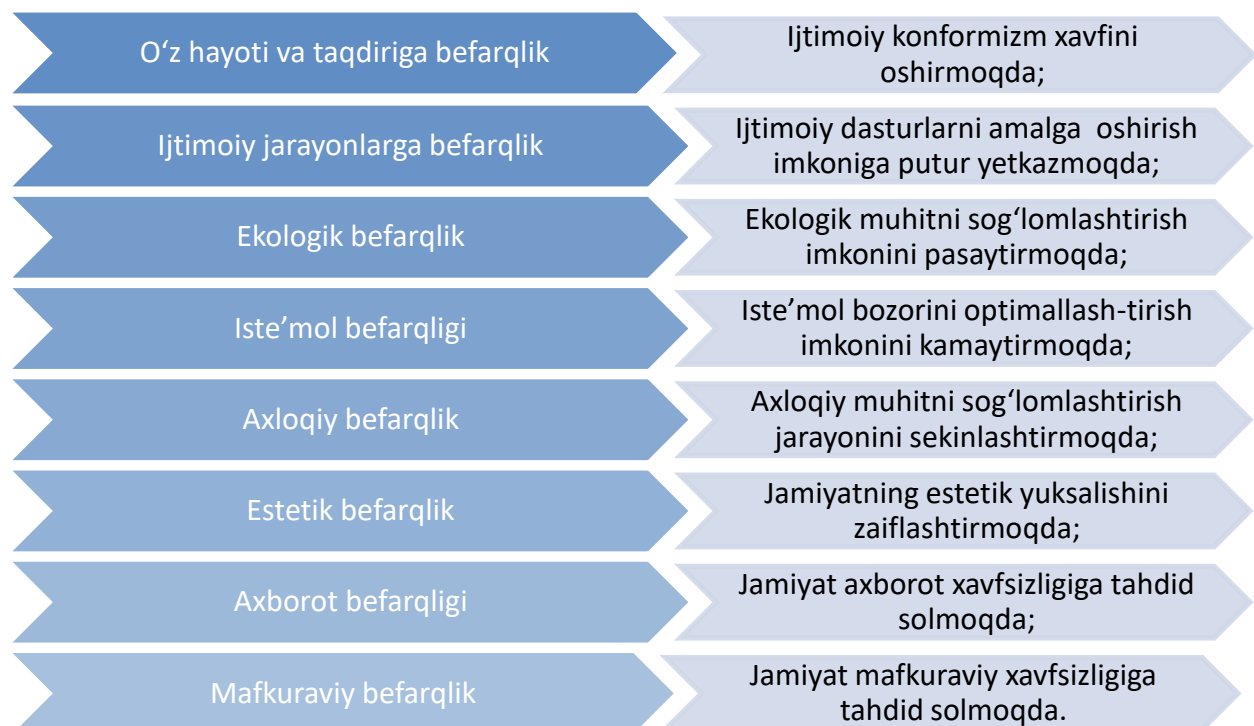 O‘z hayoti va taqdiriga befarqlik
Ijtimoiy konformizm xavfini
oshirmoqda;
Ijtimoiy jarayonlarga befarqlik
Ijtimoiy dasturlarni amalga oshirish
imkoniga putur yetkazmoqda;
Ekologik befarqlik
Ekologik muhitni sog‘lomlashtirish
imkonini pasaytirmoqda;
Iste’mol befarqligi
Iste’mol bozorini optimallash-tirish
imkonini kamaytirmoqda;
Axloqiy befarqlik
Axloqiy muhitni sog‘lomlashtirish
jarayonini sekinlashtirmoqda;
Estetik befarqlik
Jamiyatning estetik yuksalishini
zaiflashtirmoqda;
Axborot befarqligi
Jamiyat axborot xavfsizligiga tahdid
solmoqda;
Mafkuraviy befarqlik
Jamiyat mafkuraviy xavfsizligiga
tahdid solmoqda.